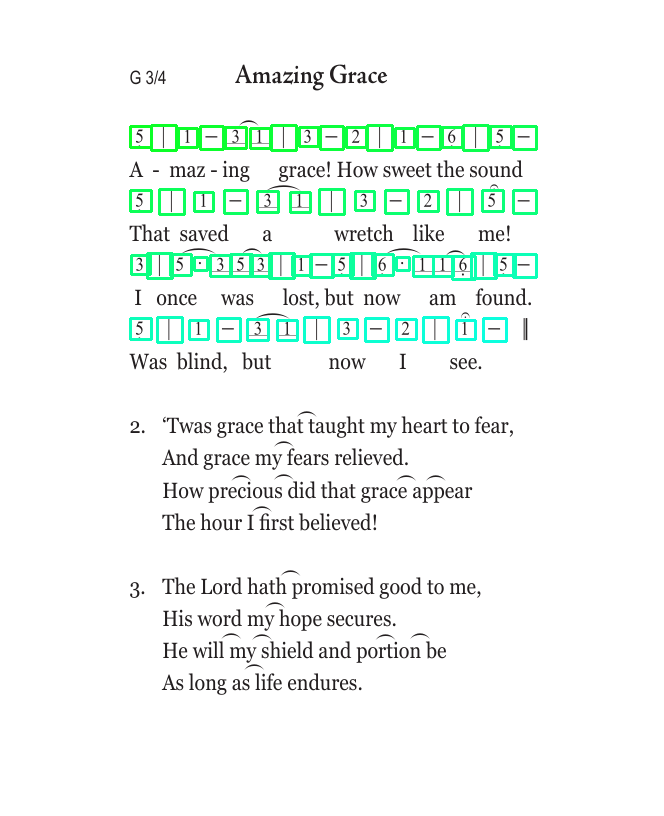 G 3/4 Amazing Grace
5 | 1 – 3 1 | 3 – 2 | 1 – 6 | 5 –
A - maz - ing grace! How sweet the sound
5 | 1 – 3 1 | 3 – 2 | 5 –
That saved a wretch like me!
3 | 5 · 3 5 3 | 1 – 5 | 6 · 1 1 6 | 5 –
I once was lost, but now am found.
5 | 1 – 3 1 | 3 – 2 | 1 – ‖
Was blind, but now I see.
2. ‘Twas grace that taught my heart to fear,
And grace my fears relieved.
How precious did that grace appear
The hour I first believed!
3. The Lord hath promised good to me,
His word my hope secures.
He will my shield and portion be
As long as life endures.